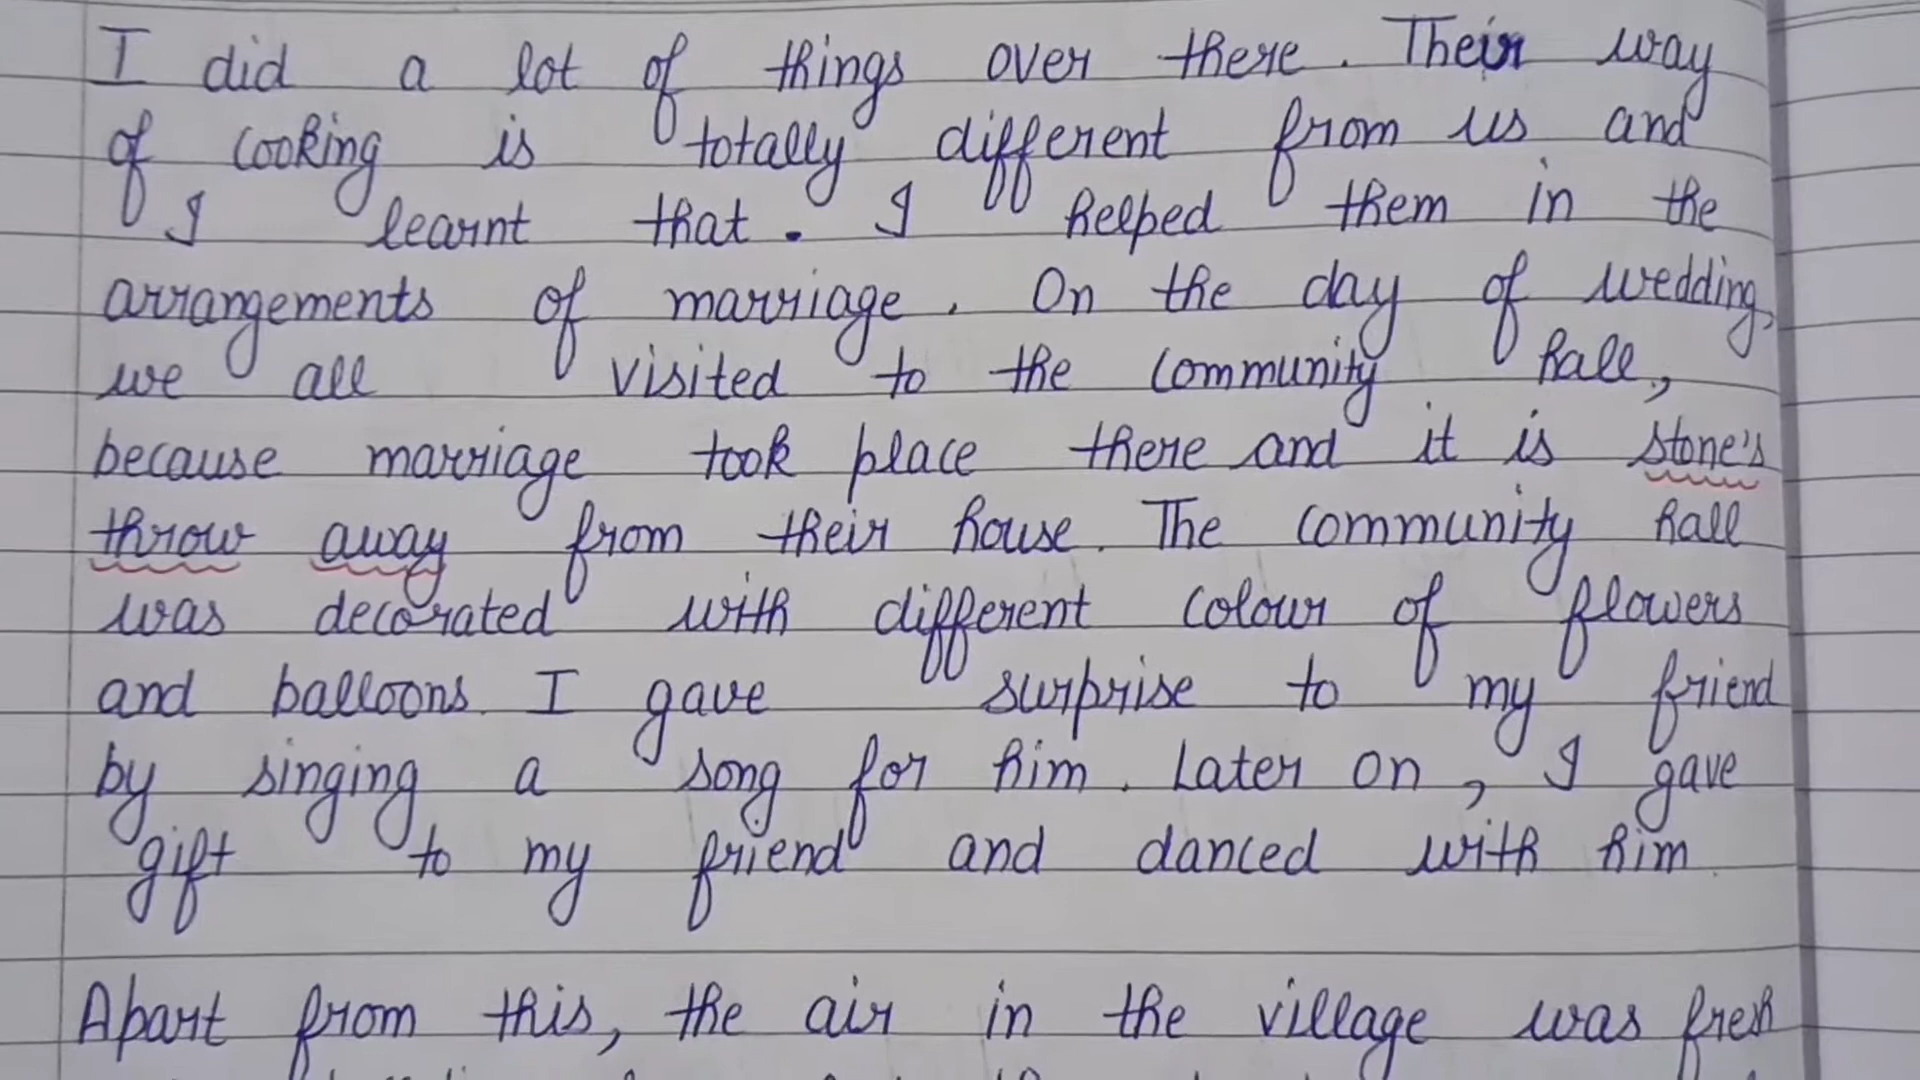 I did a lot of things over there. Their way
of cooking is totally different from us and
I learnt that. I helped them in the
arrangements of marriage. On the day of wedding,
we all visited to the community hall,
because marriage took place there and it is stone's
throw away from their house. The community hall
was decorated with different colour of flowers
and balloons. I gave surprise to my friend
by singing a song for him. Later on, I gave
gift to my friend and danced with him.
Apart from this, the air in the village was fresh